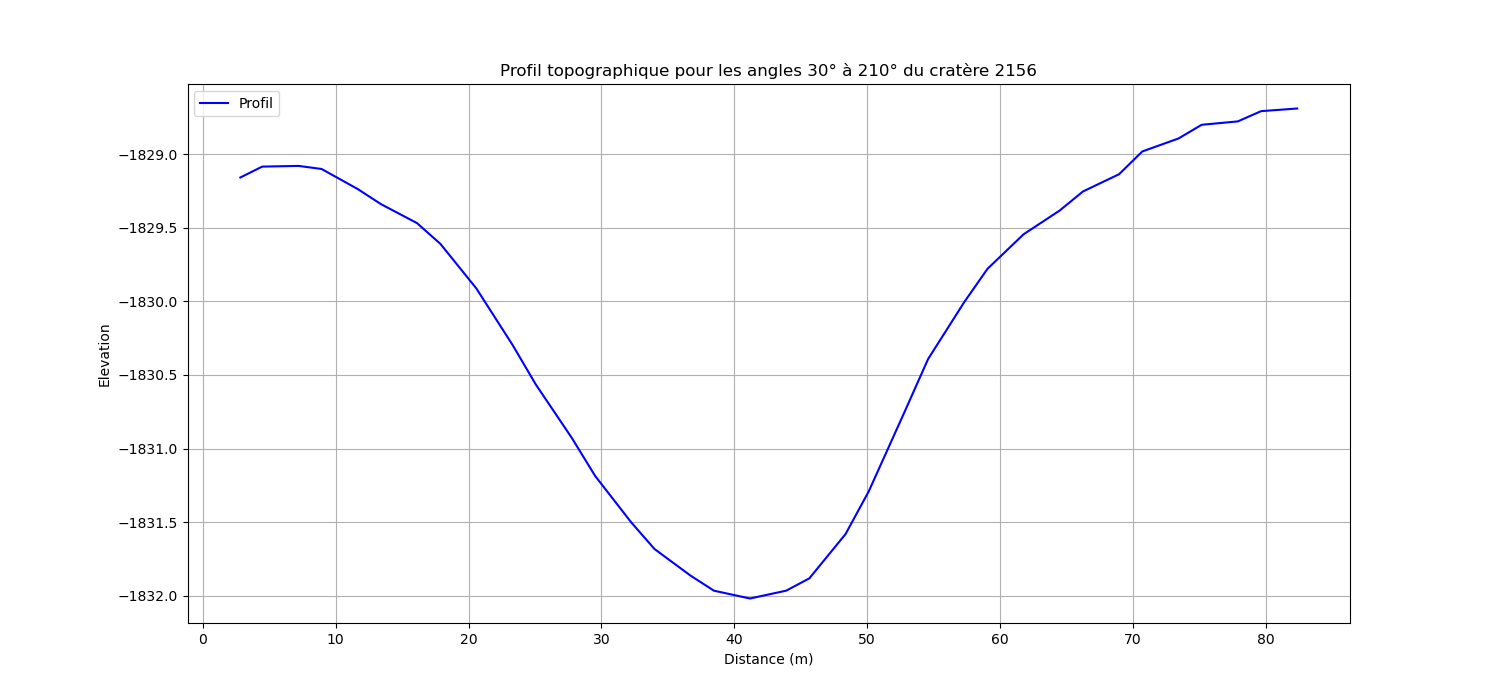 Profil topographique pour les angles 30° à 210° du cratère 2156
Profil
−1829.0
−1829.5
−1830.0
−1830.5
−1831.0
−1831.5
−1832.0
Elevation
0 10 20 30 40 50 60 70 80
Distance (m)